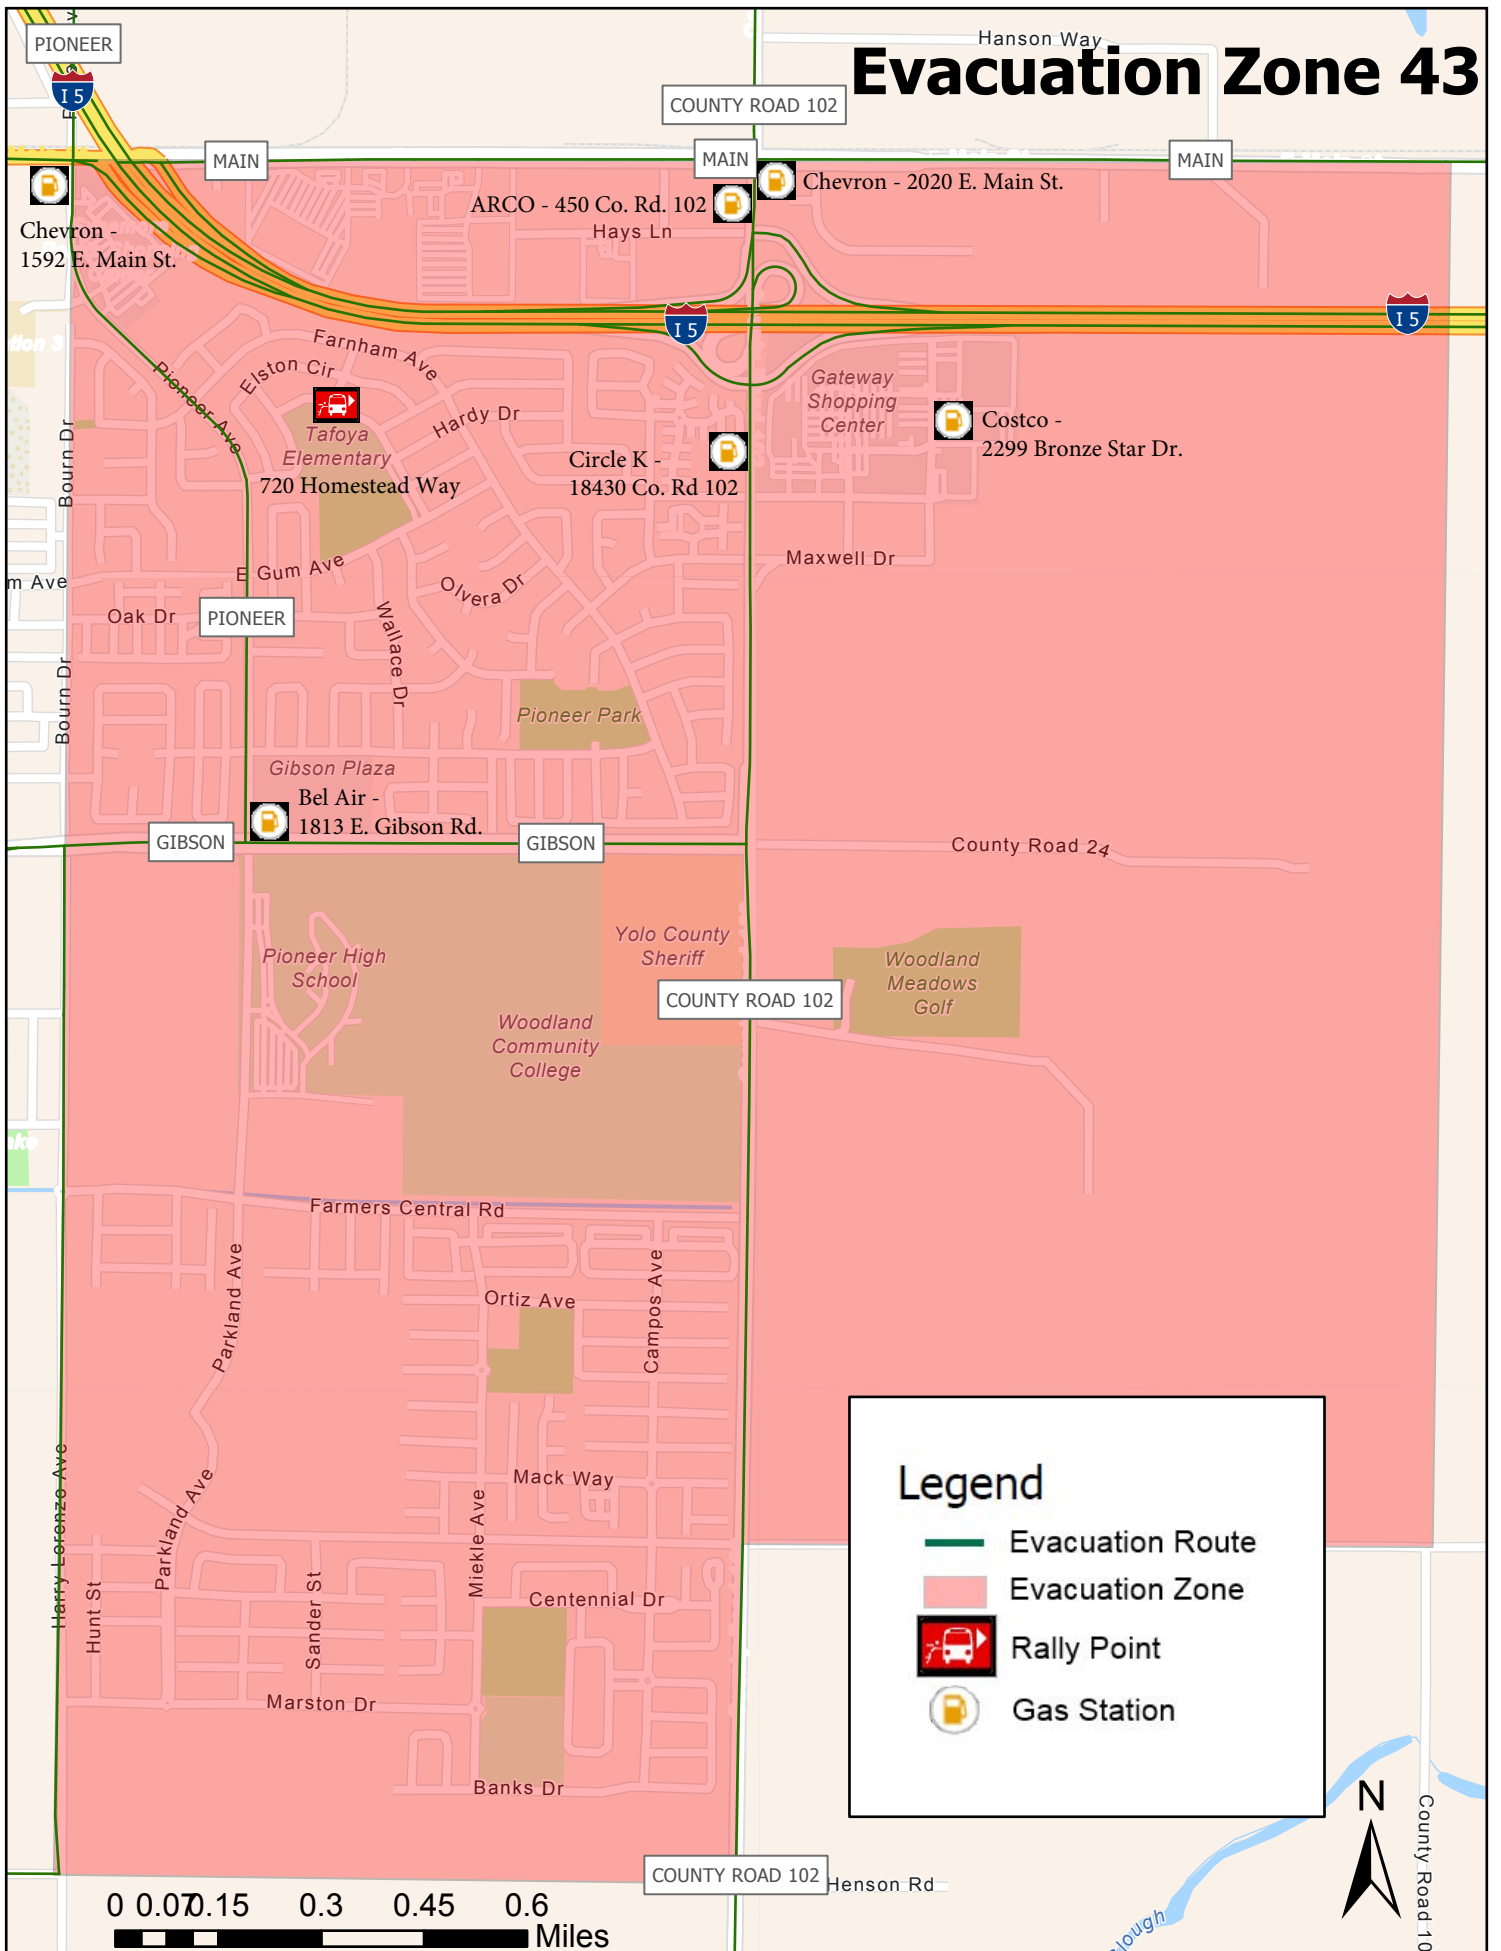 PIONEER
Hanson Way
Evacuation Zone 43
I 5
COUNTY ROAD 102
MAIN
MAIN
MAIN
Chevron - 2020 E. Main St.
ARCO - 450 Co. Rd. 102
Hays Ln
Chevron -
1592 E. Main St.
I 5
I 5
Farnham Ave
Elston Cir
Pioneer Ave
Hardy Dr
Gateway
Shopping
Center
Tafoya
Elementary
720 Homestead Way
Costco -
2299 Bronze Star Dr.
Circle K -
18430 Co. Rd 102
Bourn Dr
E Gum Ave
Maxwell Dr
m Ave
Olvera Dr
Oak Dr
PIONEER
Wallace Dr
Bourn Dr
Pioneer Park
Gibson Plaza
Bel Air -
1813 E. Gibson Rd.
GIBSON
GIBSON
County Road 24
Pioneer High
School
Yolo County
Sheriff
Woodland
Meadows
Golf
COUNTY ROAD 102
Woodland
Community
College
Farmers Central Rd
Parkland Ave
Ortiz Ave
Campos Ave
Harry Lorenzo Ave
Parkland Ave
Mack Way
Miekle Ave
Hunt St
Sander St
Centennial Dr
Marston Dr
Banks Dr
Legend
Evacuation Route
Evacuation Zone
Rally Point
Gas Station
N
County Road 10
COUNTY ROAD 102
Henson Rd
lough
0 0.07 0.15 0.3 0.45 0.6
Miles